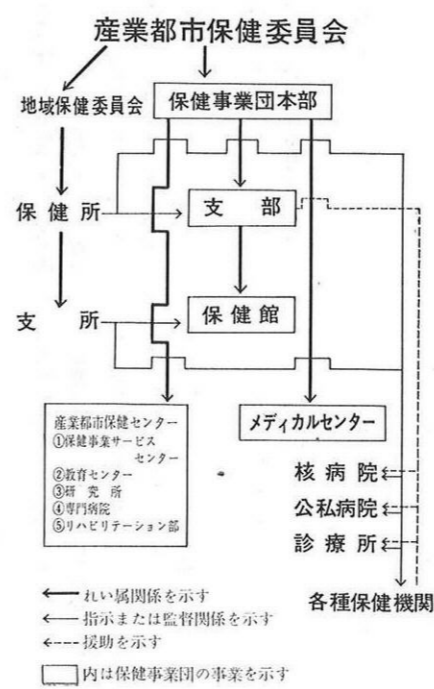 産業都市保健委員会
地域保健委員会
保健事業団本部
保健所
支部
支所
保健館
産業都市保健センター
①保健事業サービス
センター
②教育センター
③研究所
④専門病院
⑤リハビリテーション部
メディカルセンター
核病院
公私病院
診療所
各種保健機関
れい属関係を示す
指示または監督関係を示す
援助を示す
内は保健事業団の事業を示す